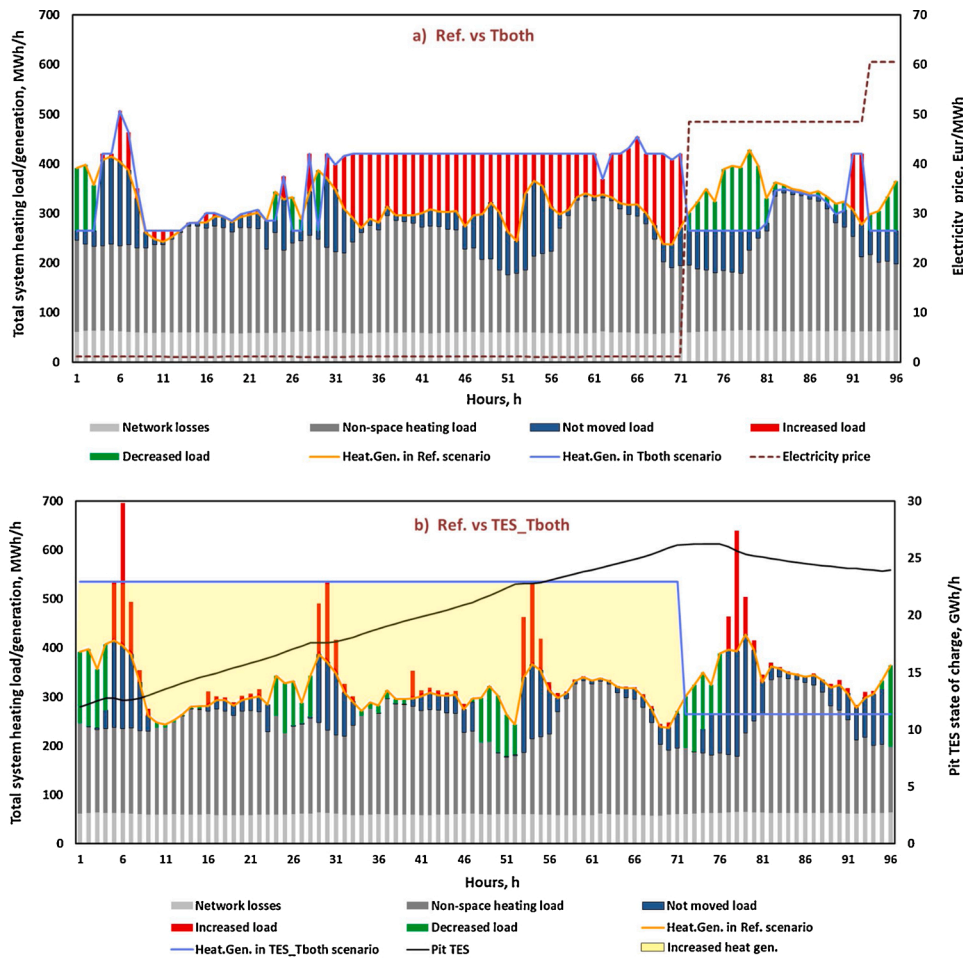 a) Ref. vs Tboth
Total system heating load/generation, MWh/h
700
600
500
400
300
200
100
0
70
60
50
40
30
20
10
0
Electricity price, Eur/MWh
1 6 11 16 21 26 31 36 41 46 51 56 61 66 71 76 81 86 91 96
Hours, h
Network losses Non-space heating load Not moved load Increased load
Decreased load Heat.Gen. in Ref. scenario Heat.Gen. in Tboth scenario Electricity price
b) Ref. vs TES_Tboth
Total system heating load/generation, MWh/h
700
600
500
400
300
200
100
0
30
25
20
15
10
5
0
Pit TES state of charge, GWh/h
1 6 11 16 21 26 31 36 41 46 51 56 61 66 71 76 81 86 91 96
Hours, h
Network losses Non-space heating load Not moved load
Increased load Decreased load Heat.Gen. in Ref. scenario
Heat.Gen. in TES_Tboth scenario Pit TES Increased heat gen.